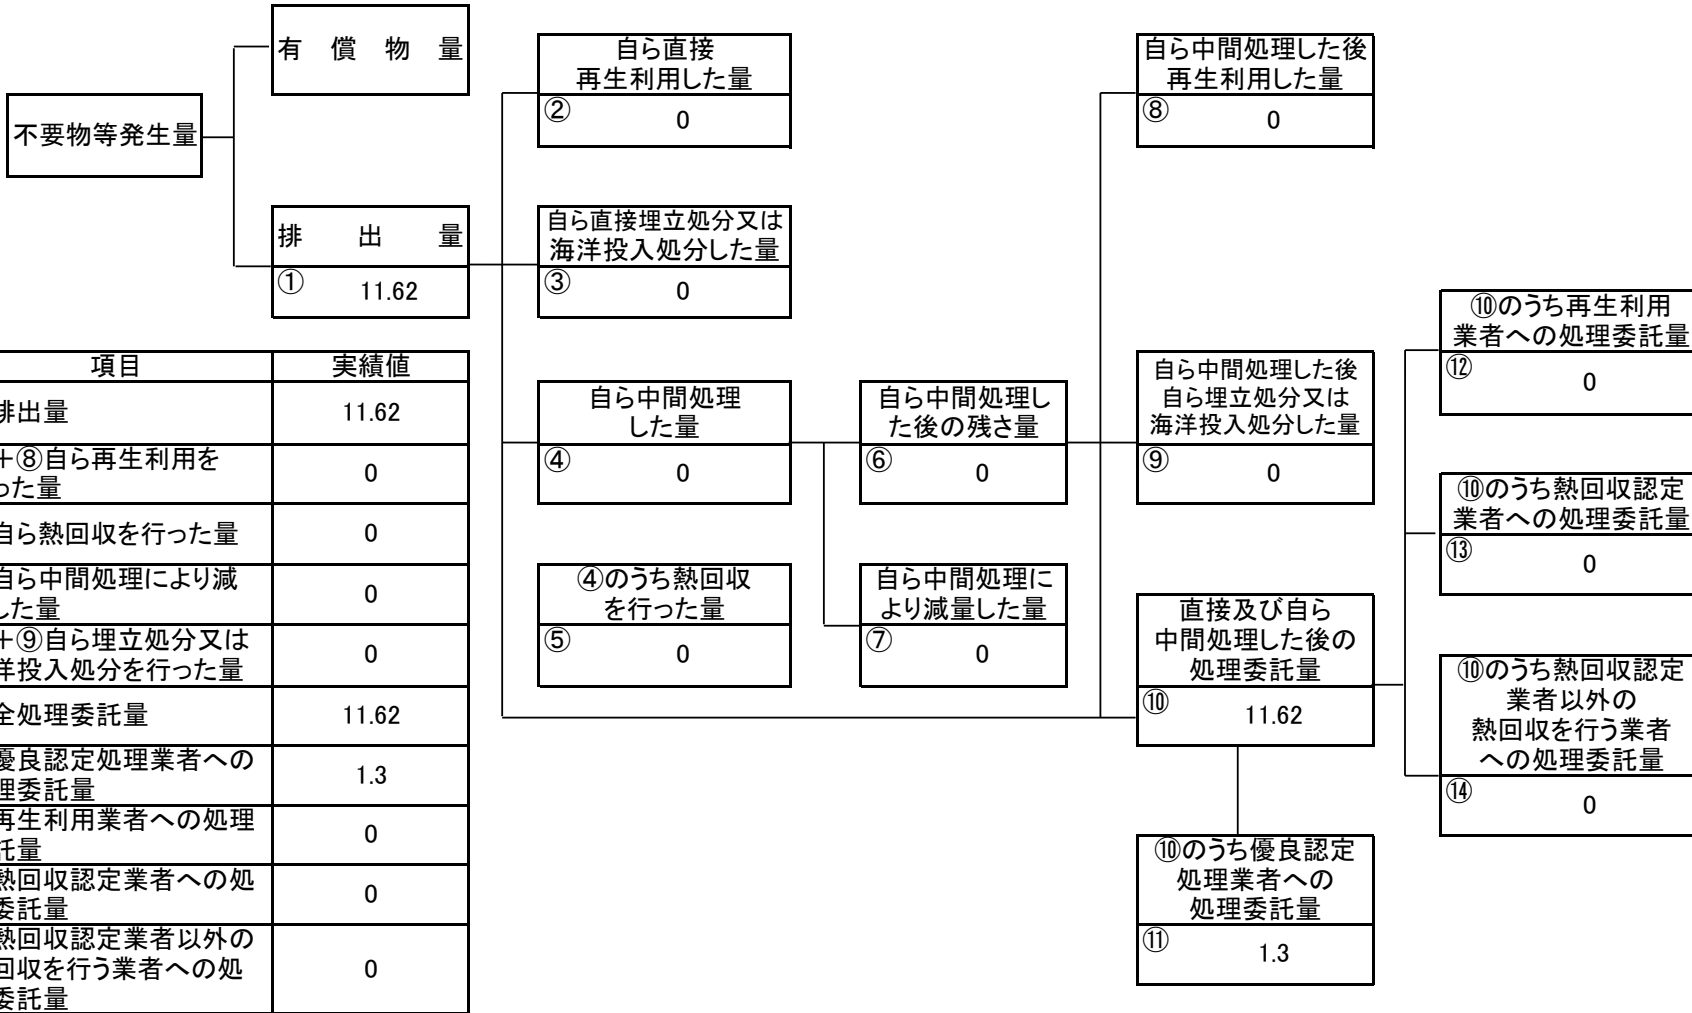 有 償 物 量
不要物等発生量
排 出 量
① 11.62
自ら直接
再生利用した量
② 0
自ら直接埋立処分又は
海洋投入処分した量
③ 0
自ら中間処理
した量
④ 0
④のうち熱回収
を行った量
⑤ 0
自ら中間処理し
た後の残さ量
⑥ 0
自ら中間処理に
より減量した量
⑦ 0
自ら中間処理した後
再生利用した量
⑧ 0
自ら中間処理した後
自ら埋立処分又は
海洋投入処分した量
⑨ 0
直接及び自ら
中間処理した後の
処理委託量
⑩ 11.62
⑩のうち優良認定
処理業者への
処理委託量
⑪ 1.3
⑩のうち再生利用
業者への処理委託量
⑫ 0
⑩のうち熱回収認定
業者への処理委託量
⑬ 0
⑩のうち熱回収認定
業者以外の
熱回収を行う業者
への処理委託量
⑭ 0
項目 実績値
排出量 11.62
+⑧自ら再生利用を
った量 0
自ら熱回収を行った量 0
自ら中間処理により減
した量 0
+⑨自ら埋立処分又は
洋投入処分を行った量 0
全処理委託量 11.62
優良認定処理業者への
理委託量 1.3
再生利用業者への処理
託量 0
熱回収認定業者への処
委託量 0
熱回収認定業者以外の
回収を行う業者への処
委託量 0